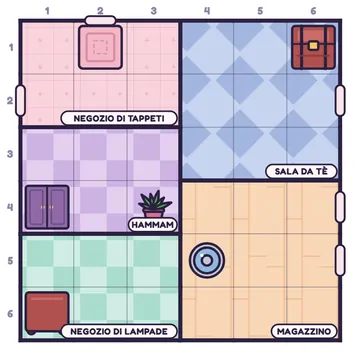 1 2 3 4 5 6
1
2
NEGOZIO DI TAPPETI
3
SALA DA TÈ
4
HAMMAM
5
6
NEGOZIO DI LAMPADE
MAGAZZINO